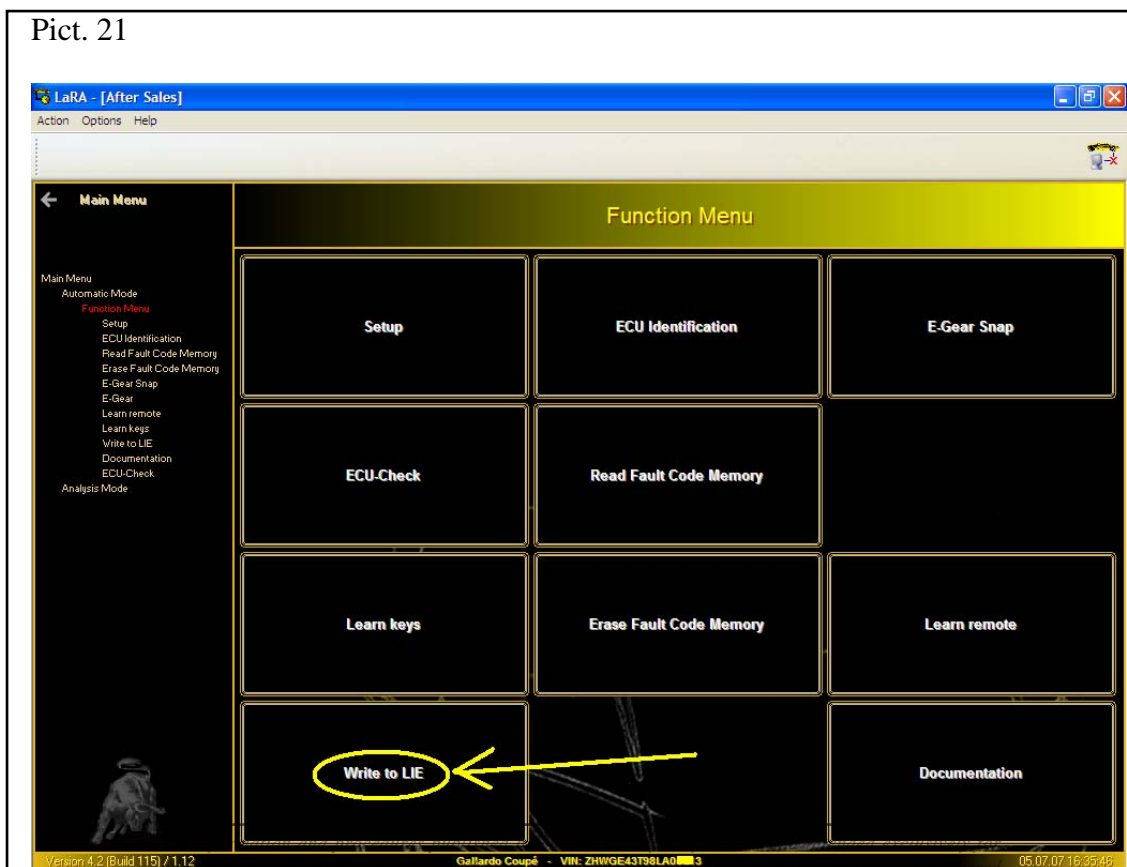 Pict. 21
LaRA - [After Sales]
Action Options Help
Main Menu
Function Menu
Main Menu
Automatic Mode
Function Menu
Setup
ECU Identification
Read Fault Code Memory
Erase Fault Code Memory
E-Gear Snap
E-Gear
Learn remote
Learn keys
Write to LIE
Documentation
ECU-Check
Analysis Mode
Setup ECU Identification E-Gear Snap
ECU-Check Read Fault Code Memory
Learn keys Erase Fault Code Memory Learn remote
Write to LIE Documentation
Version 4.2 (Build 115) / 1.12 Gallardo Coupé - VIN: 05.07.07 16:35:46